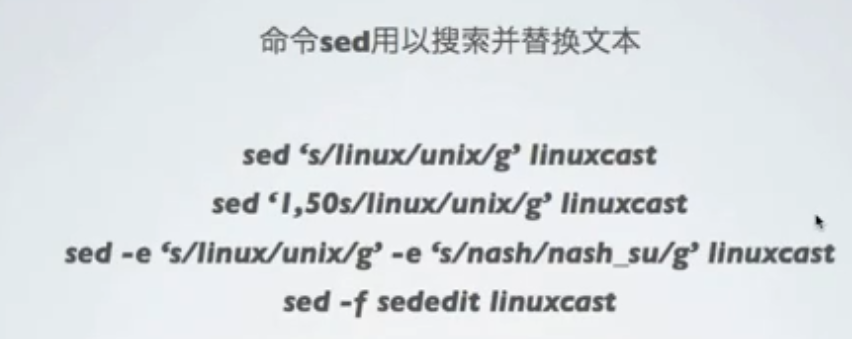 命令sed用以搜索并替换文本
sed ‘s/linux/unix/g’ linuxcast
sed ‘1,50s/linux/unix/g’ linuxcast
sed -e ‘s/linux/unix/g’ -e ‘s/nash/nash_su/g’ linuxcast
sed -f sededit linuxcast